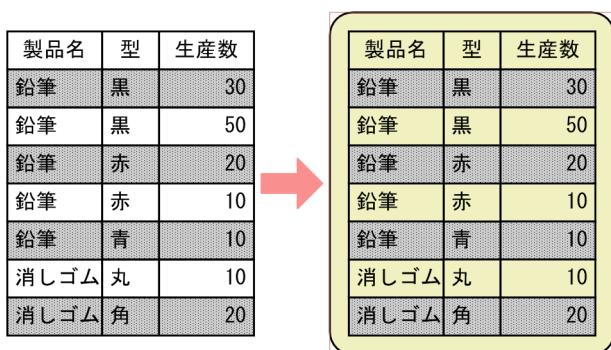 製品名 型 生産数
鉛筆 黒 30
鉛筆 黒 50
鉛筆 赤 20
鉛筆 赤 10
鉛筆 青 10
消しゴム 丸 10
消しゴム 角 20
製品名 型 生産数
鉛筆 黒 30
鉛筆 黒 50
鉛筆 赤 20
鉛筆 赤 10
鉛筆 青 10
消しゴム 丸 10
消しゴム 角 20